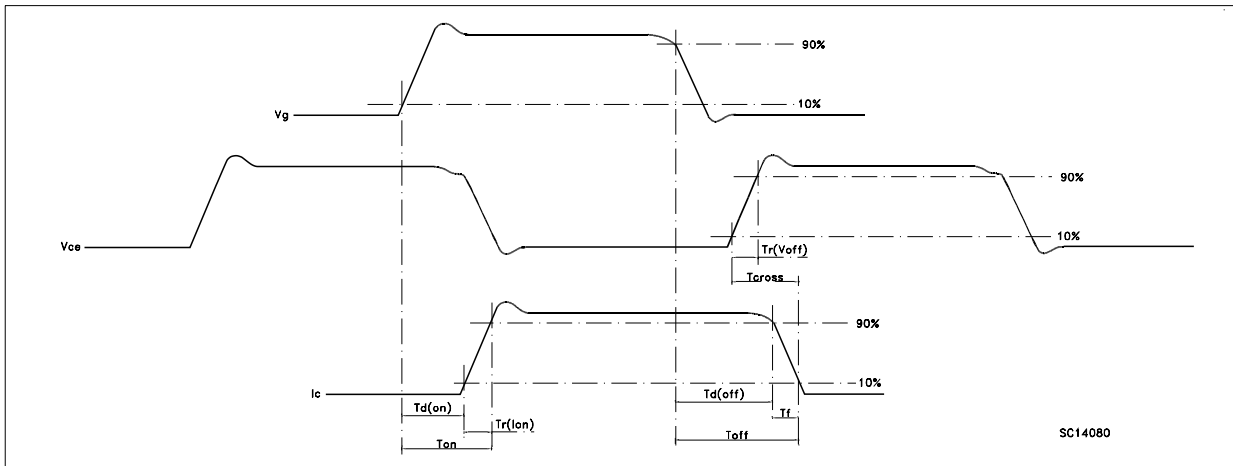 90%
10%
Vg
90%
Vce
10%
Tr(Voff)
Tcross
90%
10%
Ic
Td(on)
Td(off)
Tr(Ion)
Tf
Ton
Toff
SC14080